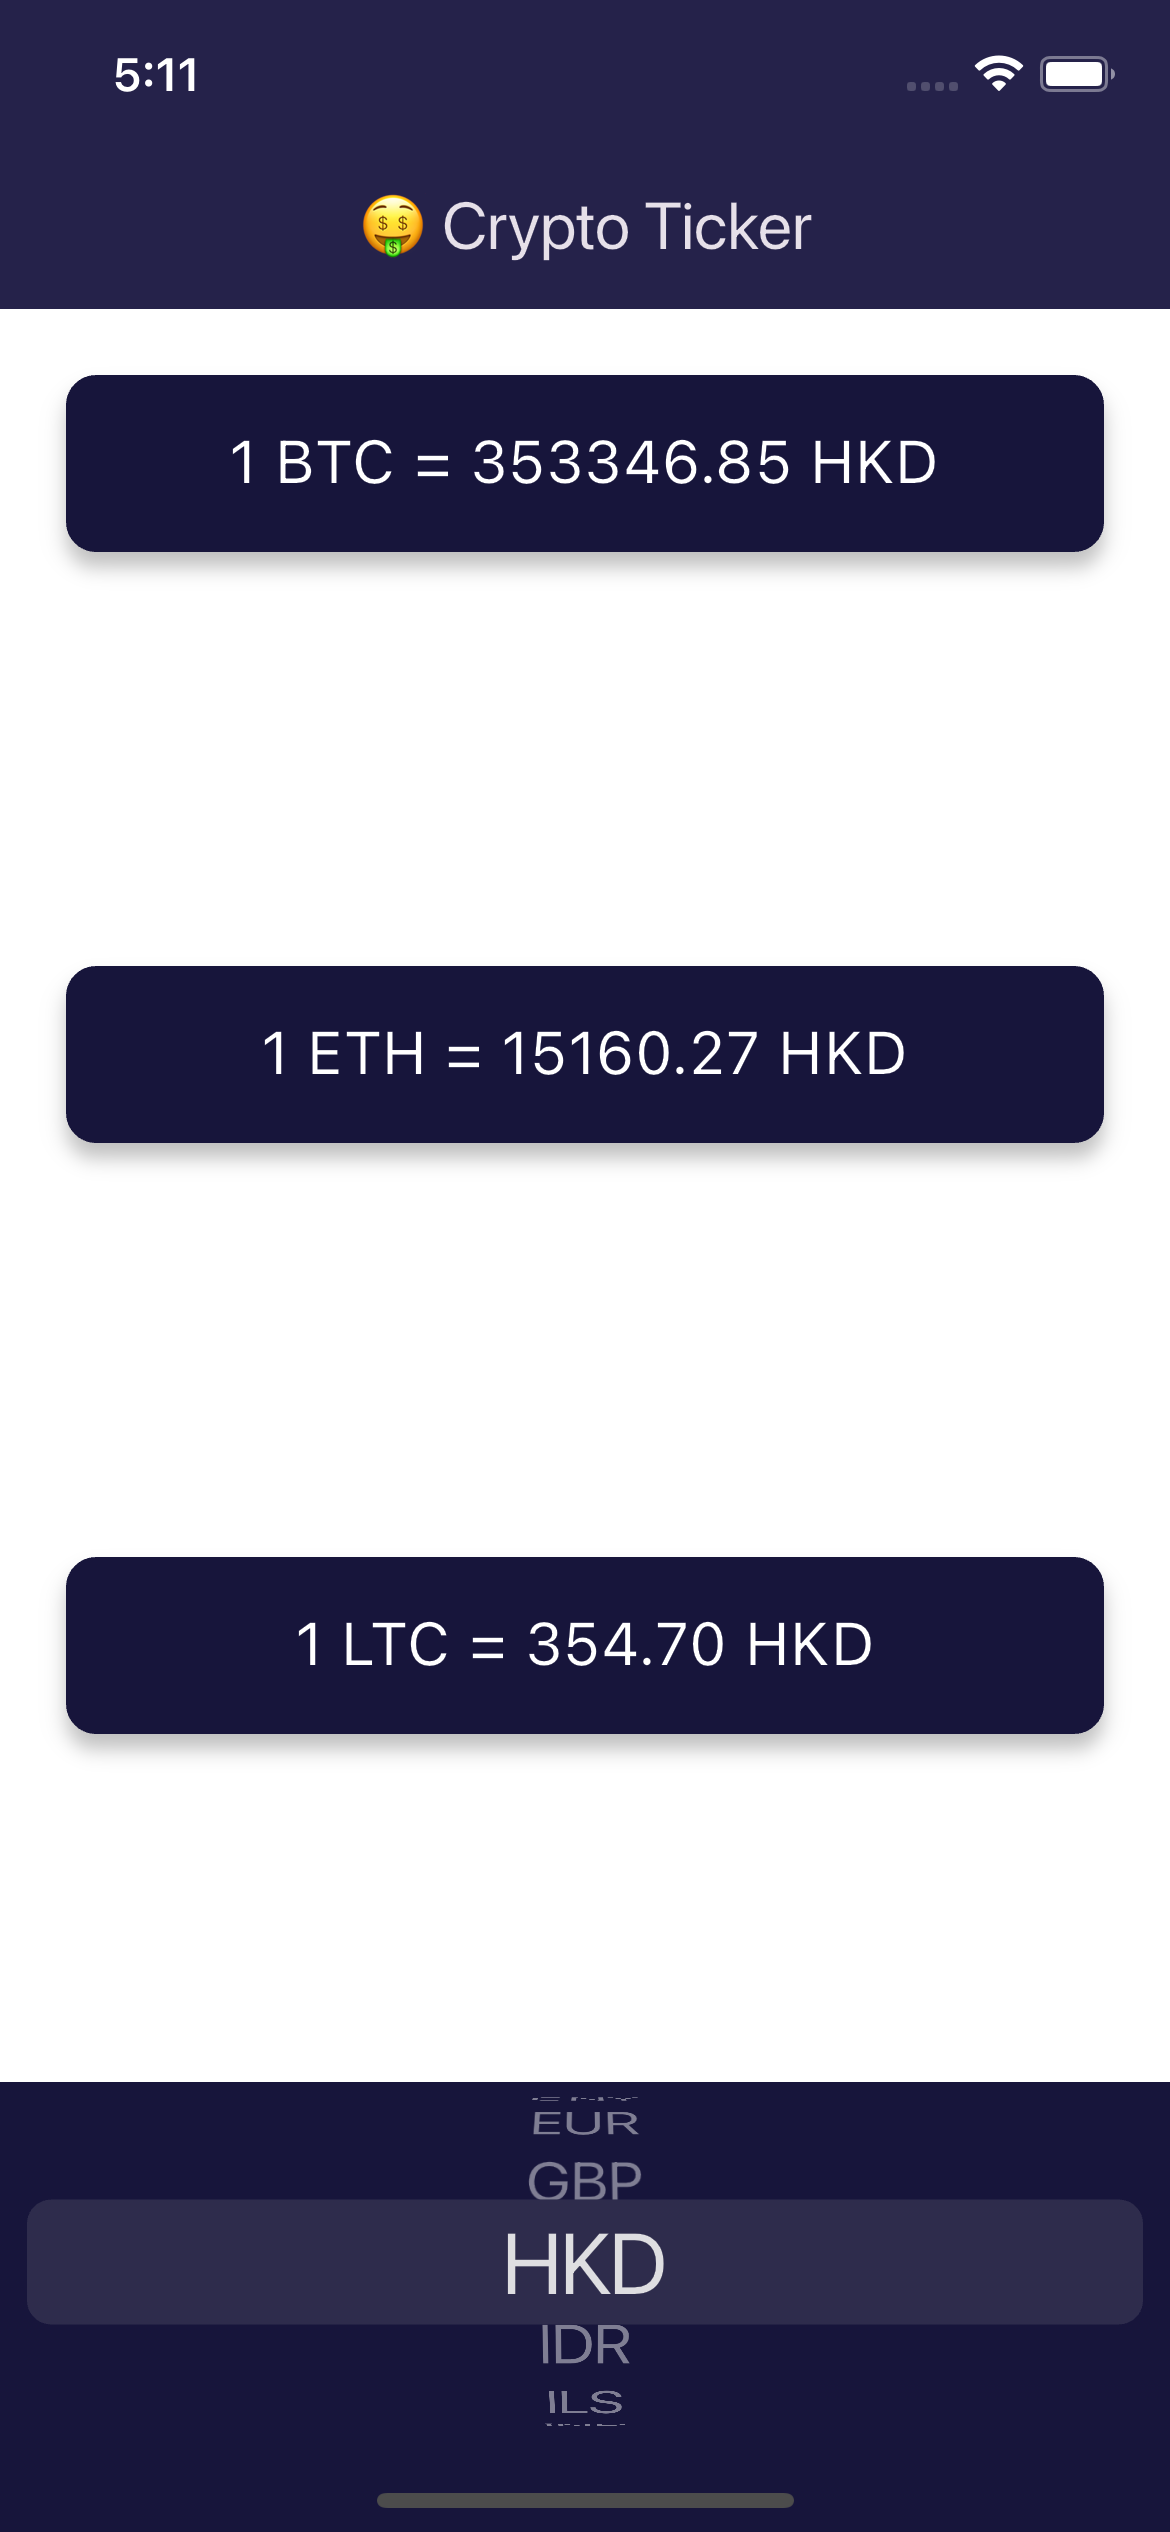 5:11
🤑 Crypto Ticker
1 BTC = 353346.85 HKD
1 ETH = 15160.27 HKD
1 LTC = 354.70 HKD
EUR
GBP
HKD
IDR
ILS